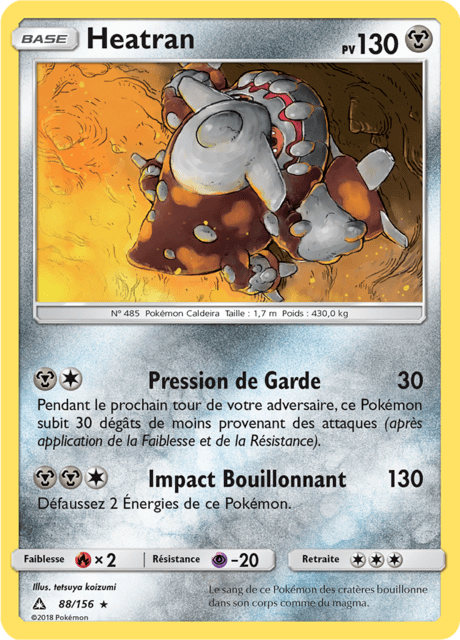 BASE Heatran PV 130
N° 485 Pokémon Caldeira Taille : 1,7 m Poids : 430,0 kg
Pression de Garde 30
Pendant le prochain tour de votre adversaire, ce Pokémon
subit 30 dégâts de moins provenant des attaques (après
application de la Faiblesse et de la Résistance).
Impact Bouillonnant 130
Défaussez 2 Énergies de ce Pokémon.
Faiblesse × 2 Résistance -20 Retraite
Illus. tetsuya koizumi
88/156 ★
©2018 Pokémon
Le sang de ce Pokémon des cratères bouillonne
dans son corps comme du magma.